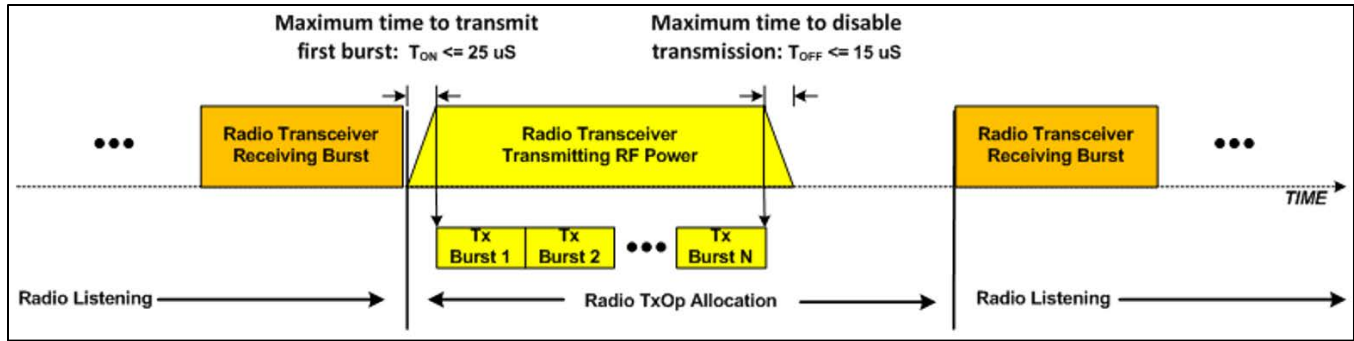 Maximum time to transmit
first burst: TON <= 25 uS
Maximum time to disable
transmission: TOFF <= 15 uS
Radio Transceiver
Receiving Burst
Radio Transceiver
Transmitting RF Power
Radio Transceiver
Receiving Burst
TIME
Tx
Burst 1
Tx
Burst 2
Tx
Burst N
Radio Listening
Radio TxOp Allocation
Radio Listening